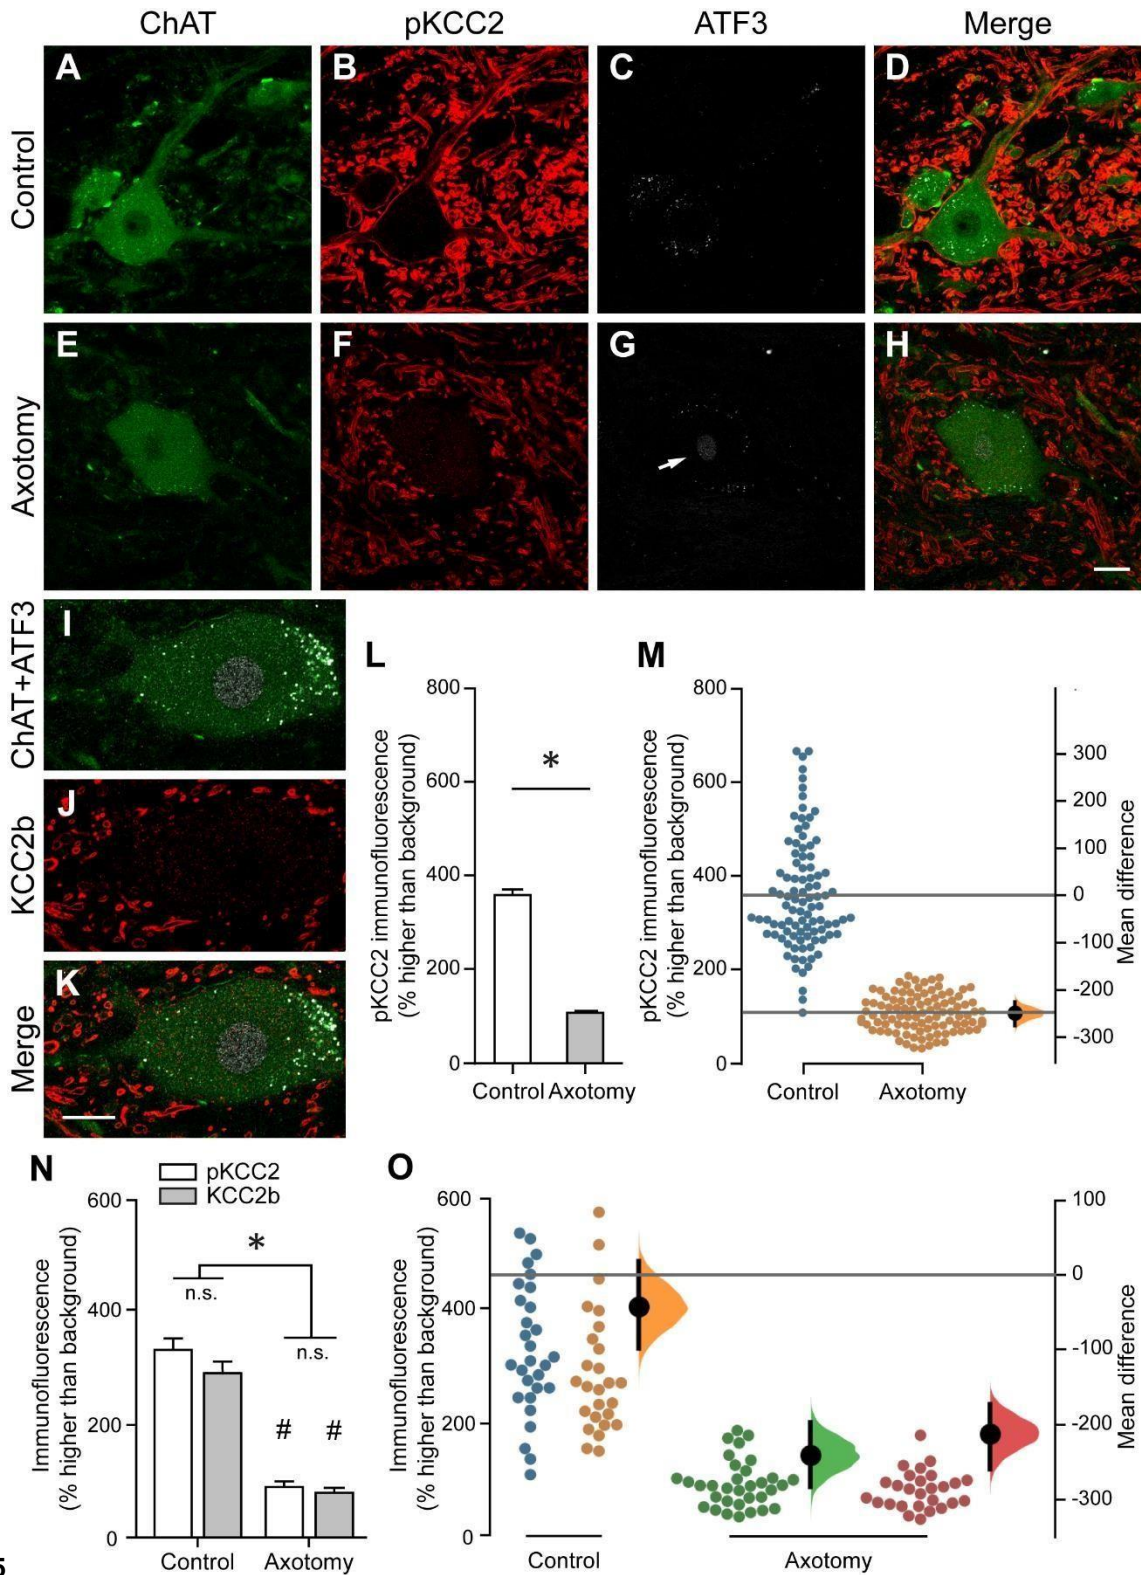 ChAT pKCC2 ATF3 Merge
Control
A B C D
Axotomy
E F G H
ChAT+ATF3
I
KCC2b
J
Merge
K
L
pKCC2 immunofluorescence
(% higher than background)
800
600
400
200
0
*
Control Axotomy
M
pKCC2 immunofluorescence
(% higher than background)
800
600
400
200
0
Control Axotomy
300
200
100
0
-100
-200
-300
Mean difference
N
pKCC2
KCC2b
Immunofluorescence
(% higher than background)
600
400
200
0
*
n.s.
n.s.
# #
Control Axotomy
O
Immunofluorescence
(% higher than background)
600
400
200
0
Control Axotomy
100
0
-100
-200
-300
Mean difference